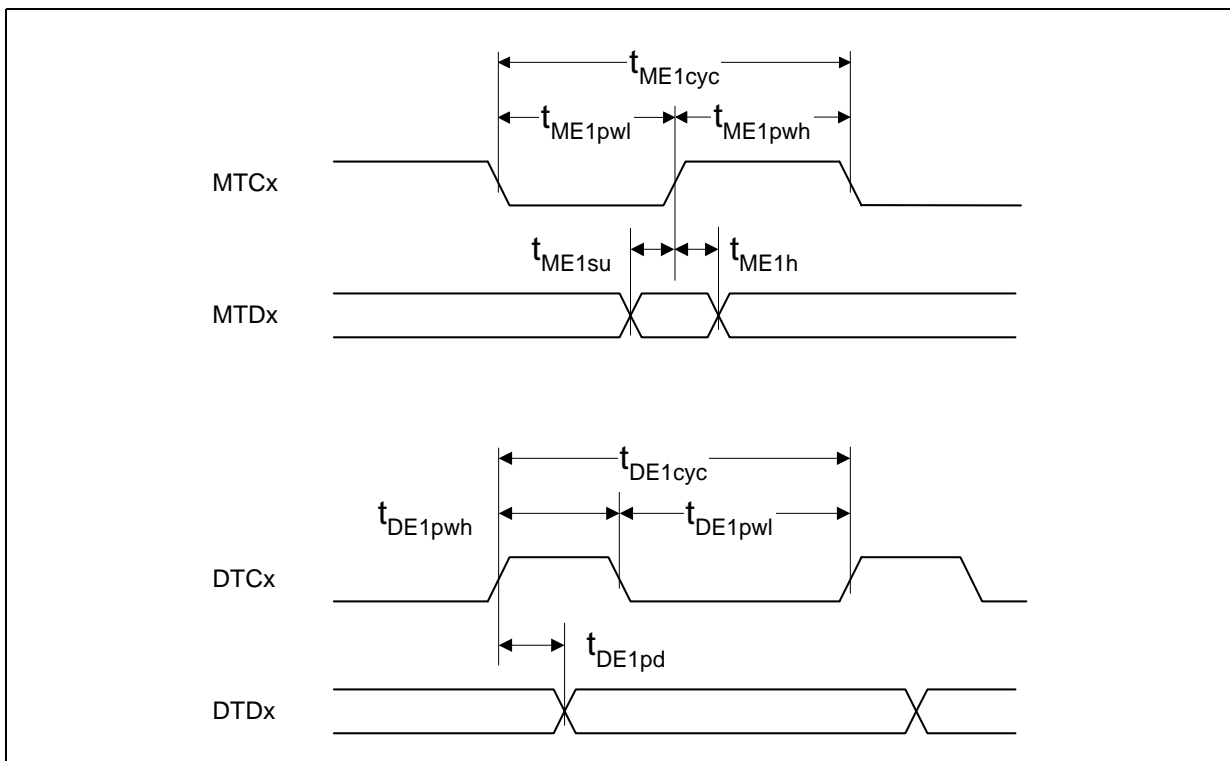 tME1cyc
tME1pwl tME1pwh
MTCx
tME1su tME1h
MTDx
tDE1cyc
tDE1pwh tDE1pwl
DTCx
tDE1pd
DTDx